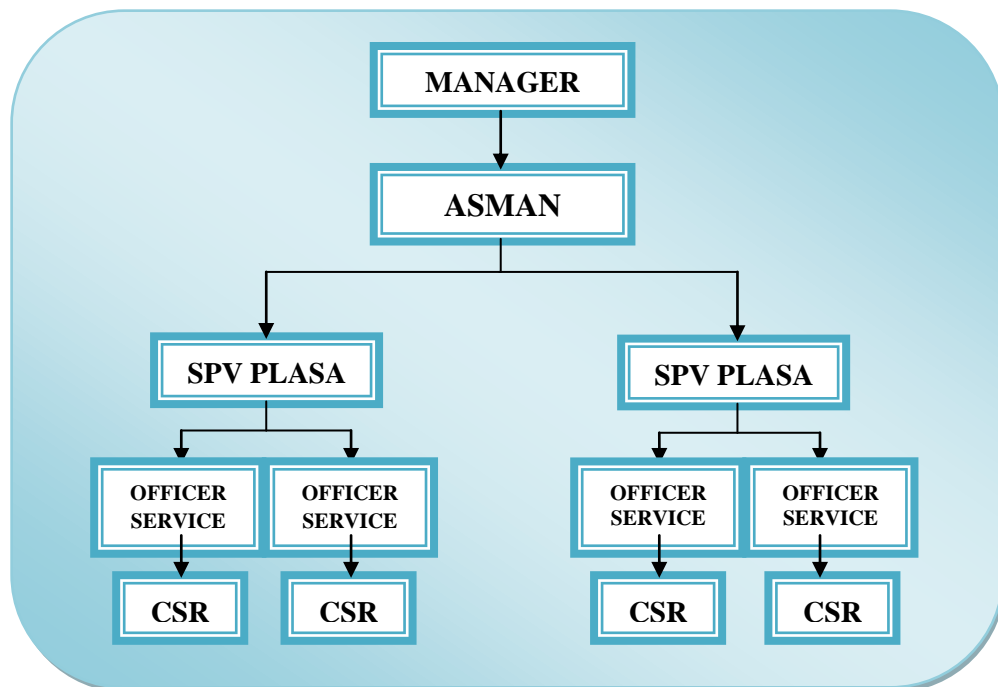 MANAGER
ASMAN
SPV PLASA
SPV PLASA
OFFICER
SERVICE
OFFICER
SERVICE
OFFICER
SERVICE
OFFICER
SERVICE
CSR
CSR
CSR
CSR